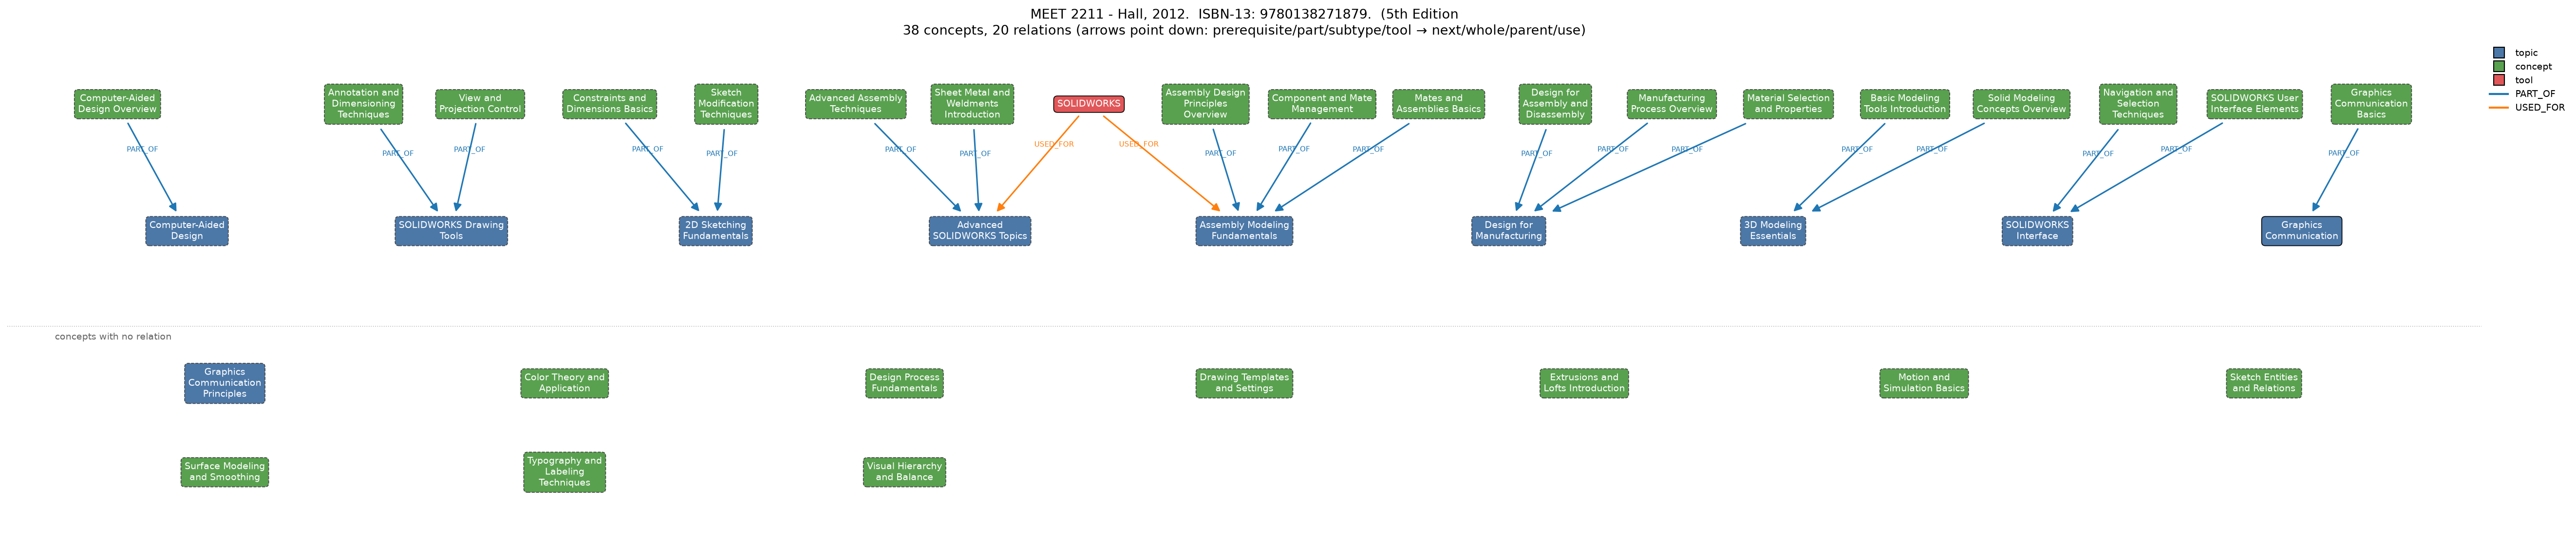 MEET 2211 - Hall, 2012.  ISBN-13: 9780138271879.  (5th Edition
38 concepts, 20 relations (arrows point down: prerequisite/part/subtype/tool → next/whole/parent/use)
topic
concept
tool
PART_OF
USED_FOR
Computer-Aided
Design Overview
Annotation and
Dimensioning
Techniques
View and
Projection Control
Constraints and
Dimensions Basics
Sketch
Modification
Techniques
Advanced Assembly
Techniques
Sheet Metal and
Weldments
Introduction
SOLIDWORKS
Assembly Design
Principles
Overview
Component and Mate
Management
Mates and
Assemblies Basics
Design for
Assembly and
Disassembly
Manufacturing
Process Overview
Material Selection
and Properties
Basic Modeling
Tools Introduction
Solid Modeling
Concepts Overview
Navigation and
Selection
Techniques
SOLIDWORKS User
Interface Elements
Graphics
Communication
Basics
PART_OF
PART_OF
PART_OF
PART_OF
PART_OF
PART_OF
PART_OF
USED_FOR
USED_FOR
PART_OF
PART_OF
PART_OF
PART_OF
PART_OF
PART_OF
PART_OF
PART_OF
PART_OF
PART_OF
PART_OF
Computer-Aided
Design
SOLIDWORKS Drawing
Tools
2D Sketching
Fundamentals
Advanced
SOLIDWORKS Topics
Assembly Modeling
Fundamentals
Design for
Manufacturing
3D Modeling
Essentials
SOLIDWORKS
Interface
Graphics
Communication
concepts with no relation
Graphics
Communication
Principles
Color Theory and
Application
Design Process
Fundamentals
Drawing Templates
and Settings
Extrusions and
Lofts Introduction
Motion and
Simulation Basics
Sketch Entities
and Relations
Surface Modeling
and Smoothing
Typography and
Labeling
Techniques
Visual Hierarchy
and Balance